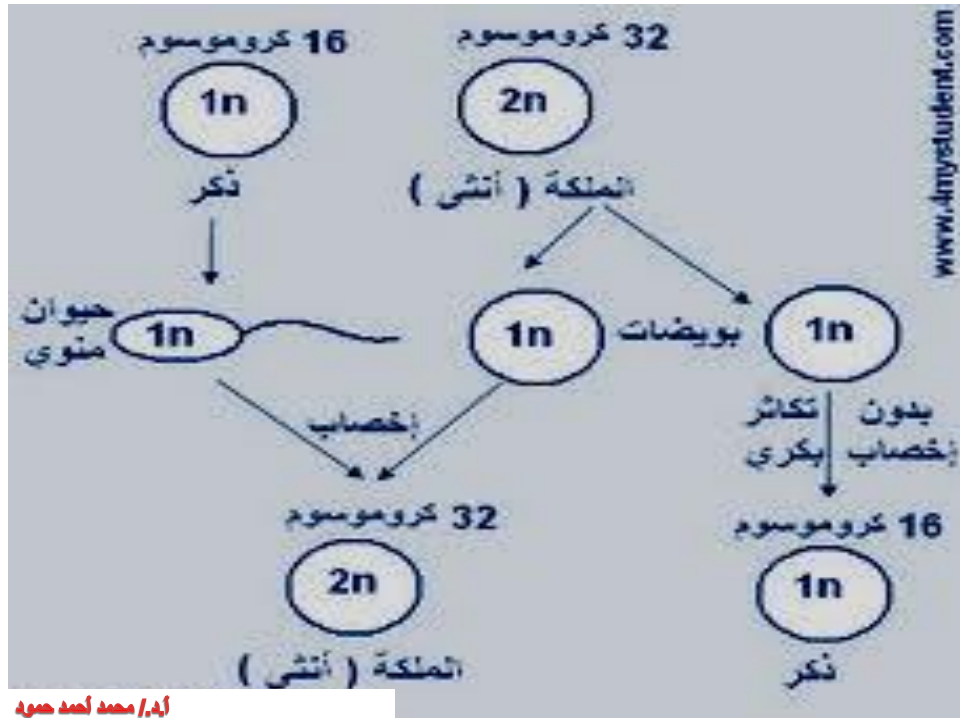 16 كروموسوم
32 كروموسوم
1n
2n
ذكر
الملكة ( أنثى )
حيوان
منوي
1n
1n
بويضات
1n
إخصاب
بدون
إخصاب
تكاثر
بكري
32 كروموسوم
16 كروموسوم
2n
1n
الملكة ( أنثى )
ذكر
www.4mystudent.com
أ.د./ محمد أحمد حمود